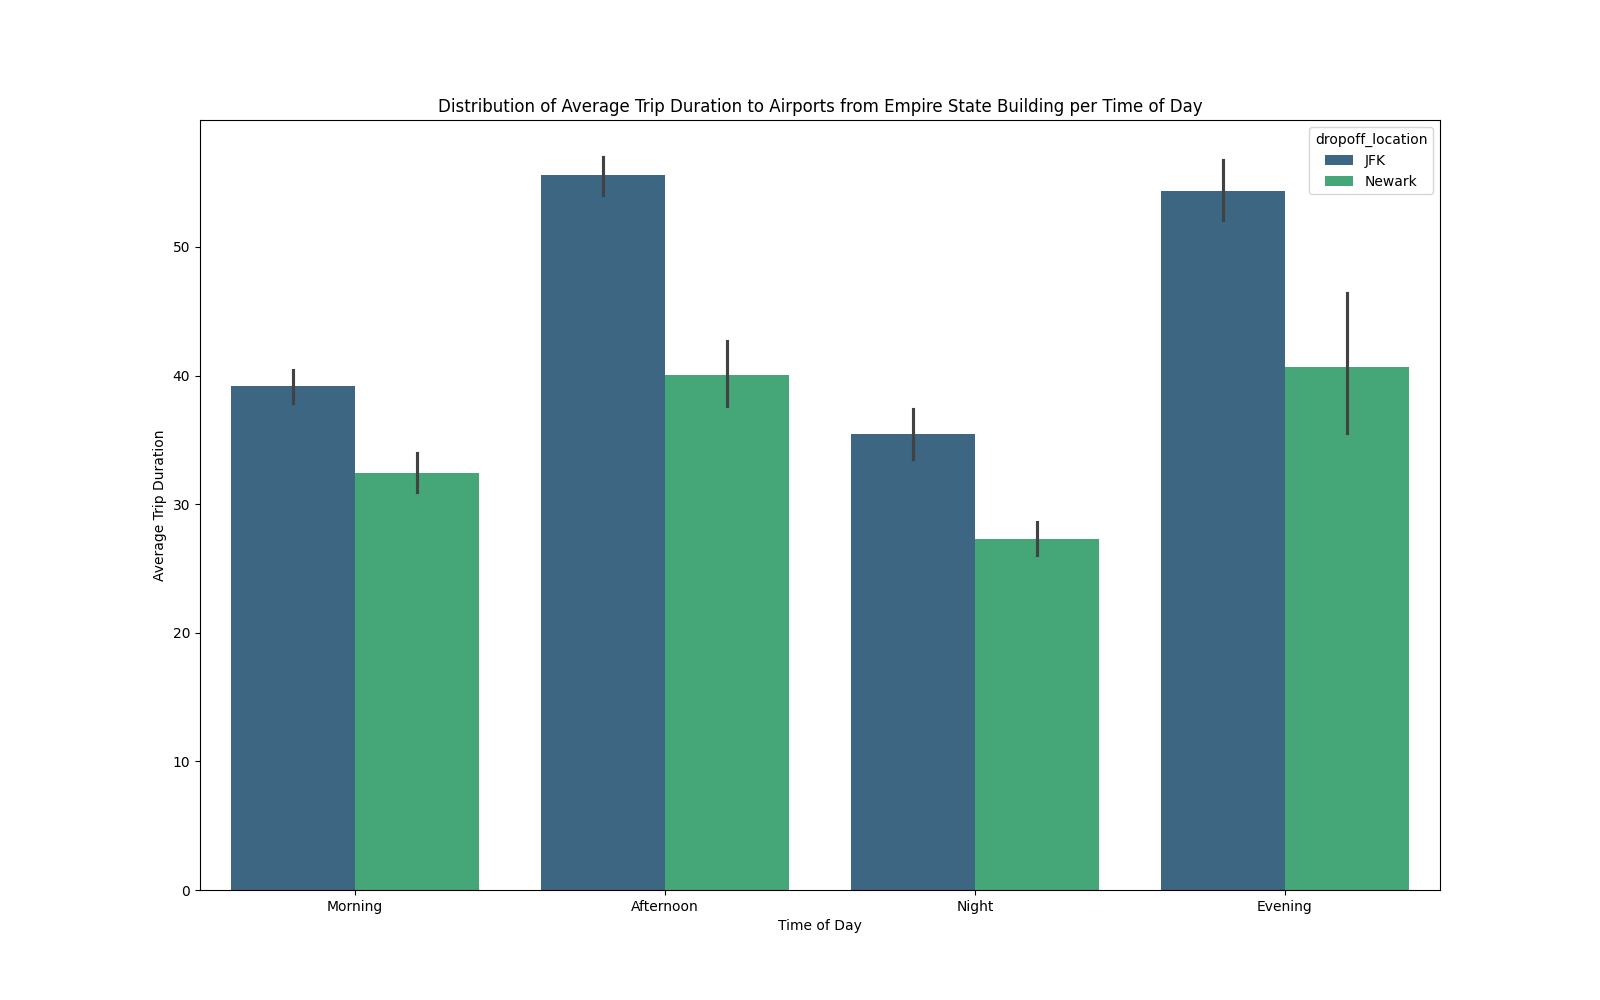 Distribution of Average Trip Duration to Airports from Empire State Building per Time of Day
dropoff_location
JFK
Newark
50
40
30
20
10
0
Average Trip Duration
Morning
Afternoon
Night
Evening
Time of Day